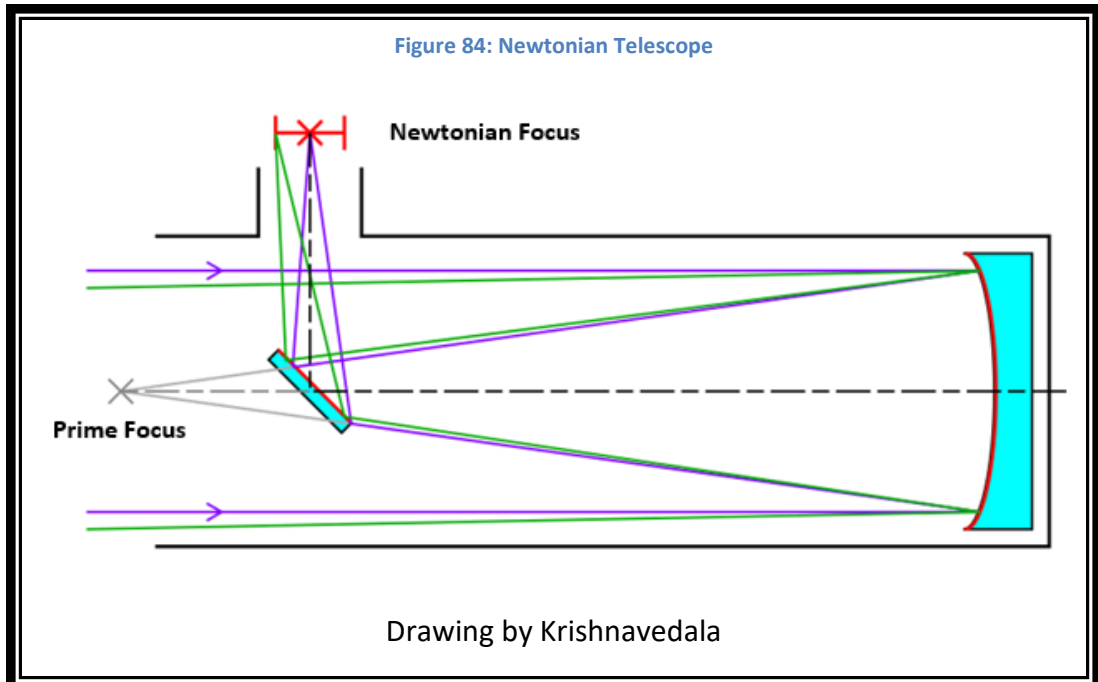 Figure 84: Newtonian Telescope
Newtonian Focus
Prime Focus
Drawing by Krishnavedala